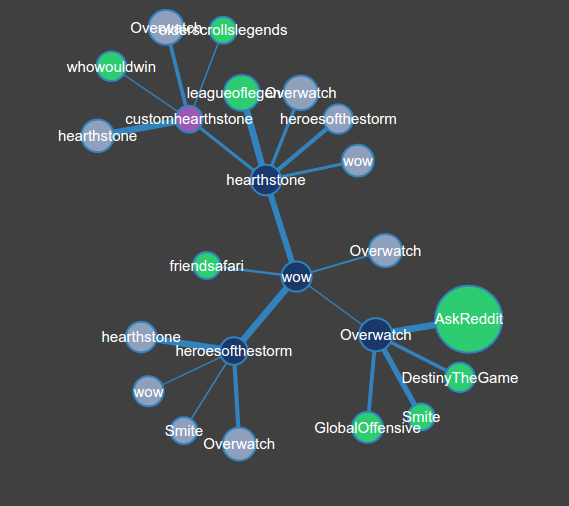 Overwatch
elderscrollslegends
whowouldwin
leagueoflegen
Overwatch
customhearthstone
heroesofthestorm
hearthstone
wow
hearthstone
Overwatch
friendsafari
wow
AskReddit
hearthstone
Overwatch
heroesofthestorm
DestinyTheGame
wow
Smite
GlobalOffensive
Smite
Overwatch